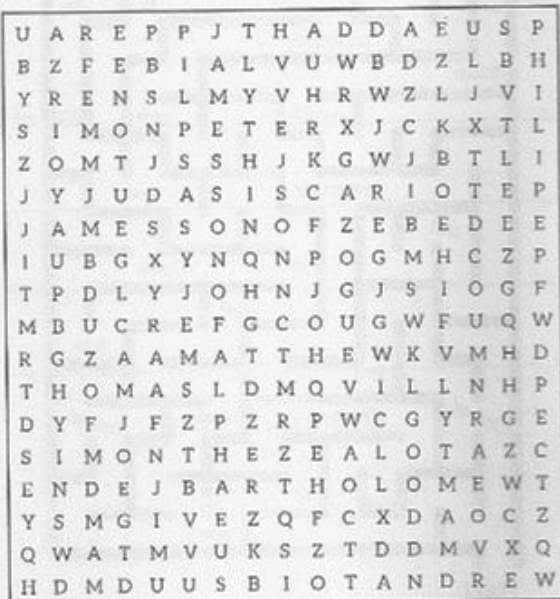 U A R E P P J T H A D D A E U S P
B Z F E B I A L V U W B D Z L B H
Y R E N S L M Y V H R W Z L J V I
S I M O N P E T E R X J C K X T L
Z O M T J S S H J K G W J B T L I
J Y J U D A S I S C A R I O T E P
J A M E S S O N O F Z E B E D E E
I U B G X Y N Q N P O G M H C Z P
T P D L Y J O H N J G J S I O G F
M B U C R E F G C O U G W F U Q W
R G Z A A M A T T H E W K V M H D
T H O M A S L D M Q V I L L N H P
D Y F J F Z P Z R P W C G Y R G E
S I M O N T H E Z E A L O T A Z C
E N D E J B A R T H O L O M E W T
Y S M G I V E Z Q F C X D A O C Z
Q W A T M V U K S Z T D D M V X Q
H D M D U U S B I O T A N D R E W